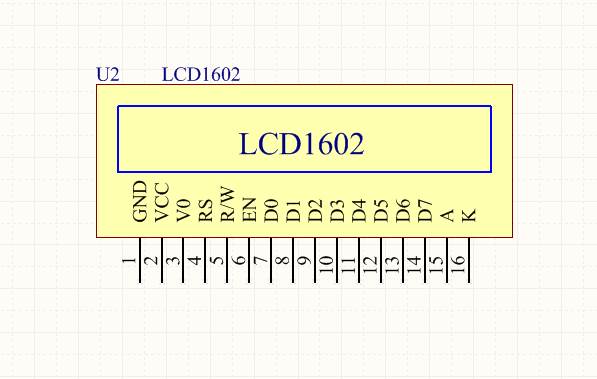 U2 LCD1602
LCD1602
GND VCC V0 RS R/W EN D0 D1 D2 D3 D4 D5 D6 D7 A K
1 2 3 4 5 6 7 8 9 10 11 12 13 14 15 16